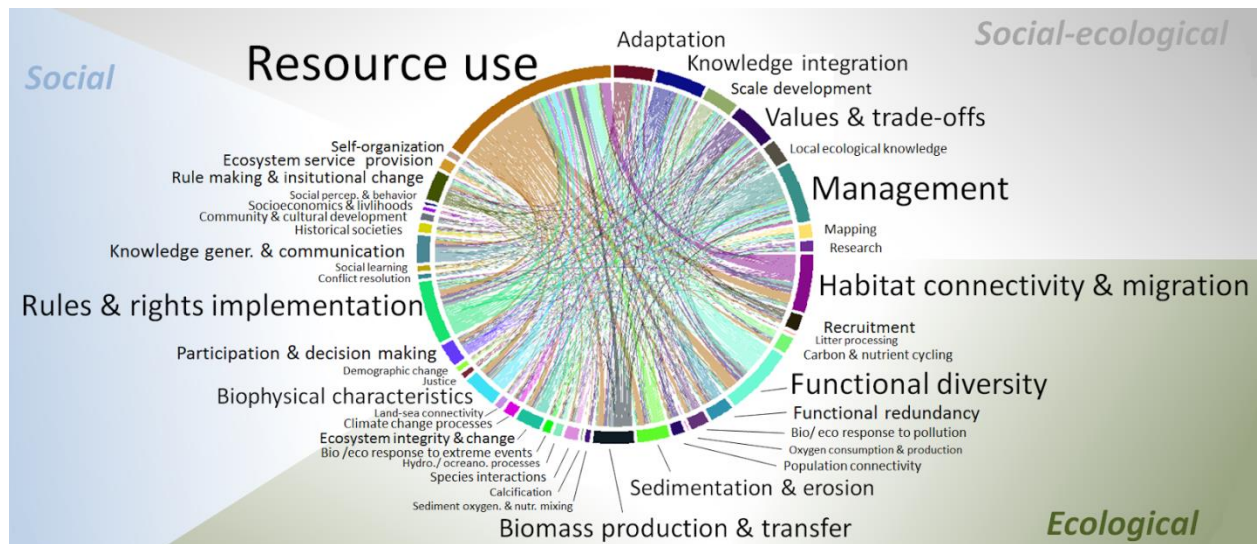 Social
Social-ecological
Resource use
Adaptation
Knowledge integration
Scale development
Values & trade-offs
Local ecological knowledge
Management
Mapping
Research
Habitat connectivity & migration
Recruitment
Litter processing
Carbon & nutrient cycling
Functional diversity
Functional redundancy
Bio/ eco response to pollution
Oxygen consumption & production
Population connectivity
Sedimentation & erosion
Biomass production & transfer
Sediment oxygen. & nutr. mixing
Calcification
Species interactions
Hydro./ ocreano. processes
Bio /eco response to extreme events
Ecosystem integrity & change
Climate change processes
Land-sea connectivity
Biophysical characteristics
Justice
Demographic change
Participation & decision making
Rules & rights implementation
Conflict resolution
Social learning
Knowledge gener. & communication
Historical societies
Community & cultural development
Socioeconomics & livlihoods
Social percep. & behavior
Rule making & insitutional change
Ecosystem service provision
Self-organization
Ecological